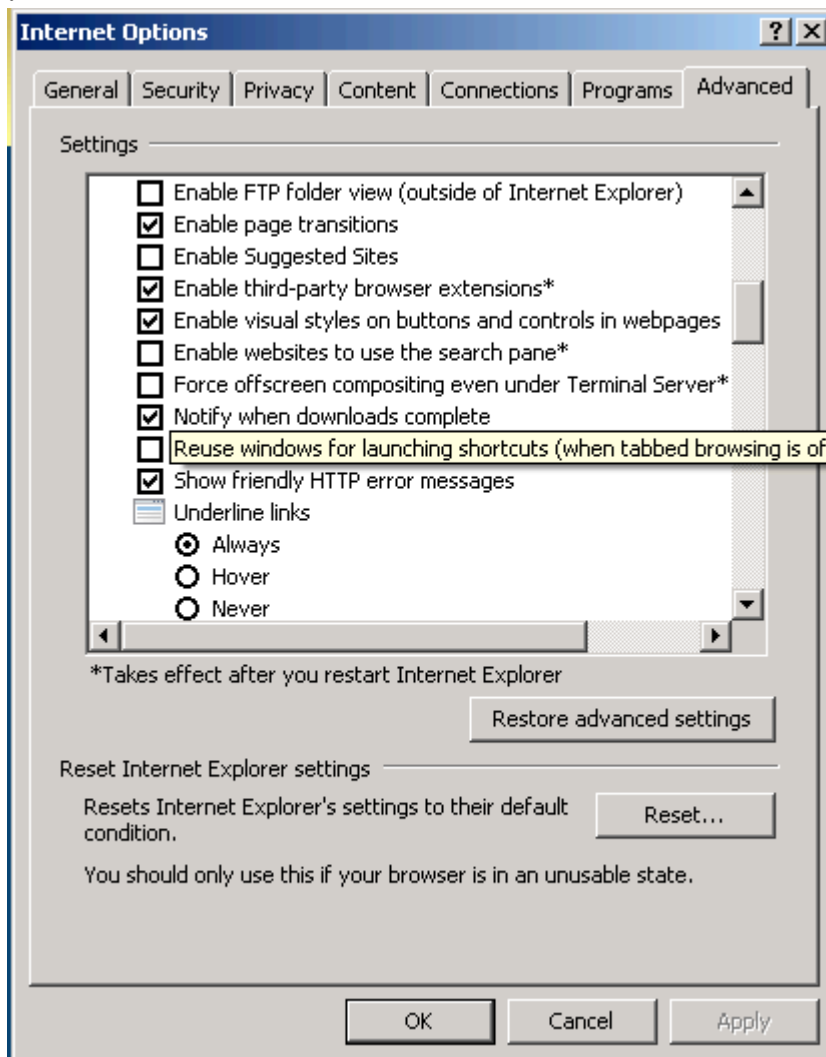 Internet Options
General Security Privacy Content Connections Programs Advanced
Settings
Enable FTP folder view (outside of Internet Explorer)
Enable page transitions
Enable Suggested Sites
Enable third-party browser extensions*
Enable visual styles on buttons and controls in webpages
Enable websites to use the search pane*
Force offscreen compositing even under Terminal Server*
Notify when downloads complete
Reuse windows for launching shortcuts (when tabbed browsing is of
Show friendly HTTP error messages
Underline links
Always
Hover
Never
*Takes effect after you restart Internet Explorer
Restore advanced settings
Reset Internet Explorer settings
Resets Internet Explorer's settings to their default
condition.
Reset...
You should only use this if your browser is in an unusable state.
OK Cancel Apply